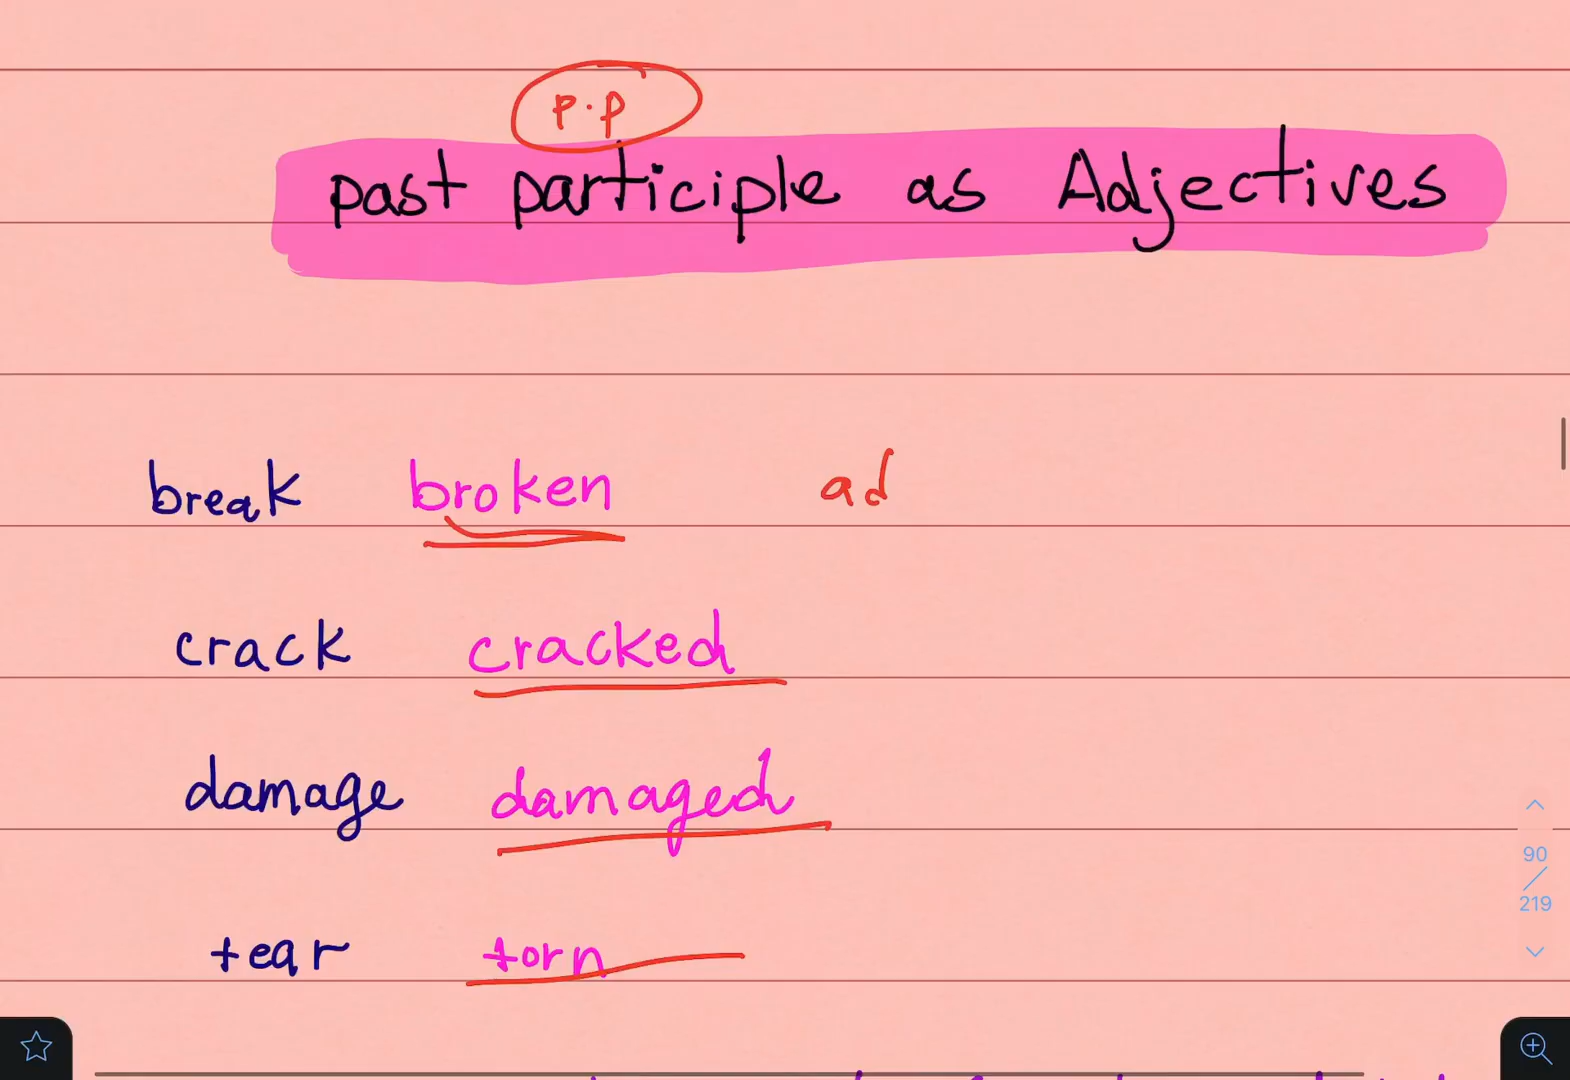 p.p
past participle as Adjectives
break broken ad
crack cracked
damage damaged
tear torn
90
219